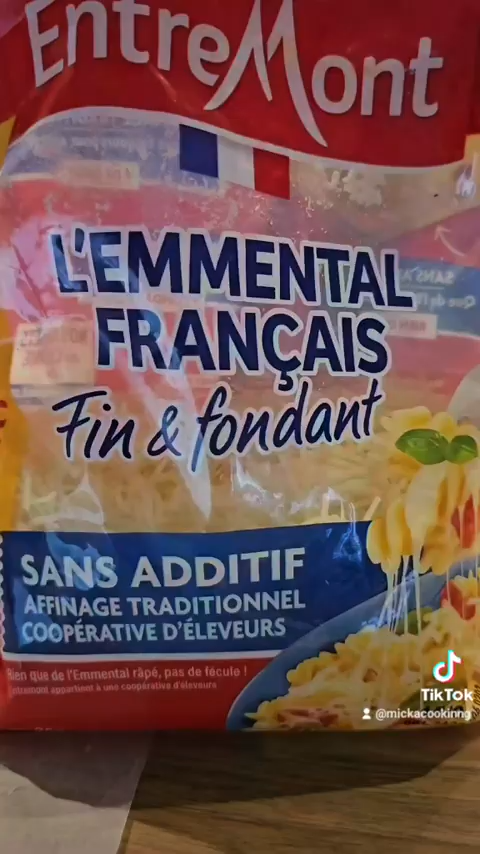 EntreMont
L'EMMENTAL
FRANÇAIS
Fin & fondant
SANS ADDITIF
AFFINAGE TRADITIONNEL
COOPÉRATIVE D'ÉLEVEURS
Bien que de l'Emmental râpé, pas de fécule !
Entremont appartient à une coopérative d'éleveurs
TikTok
@mickacookinng